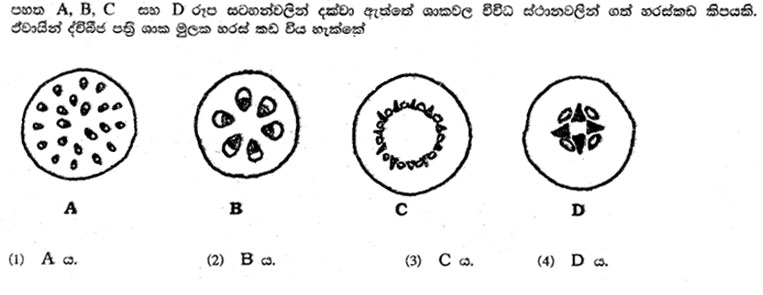 පහත A, B, C සහ D රූප සටහන්වලින් දක්වා ඇත්තේ ශාකවල විවිධ ස්ථානවලින් ගත් හරස්කඩ කිපයකි.
ඒවායින් ද්විබීජ පත්‍රි ශාක මූලක හරස් කඩ විය හැක්කේ
A B C D
(1) A ය. (2) B ය. (3) C ය. (4) D ය.